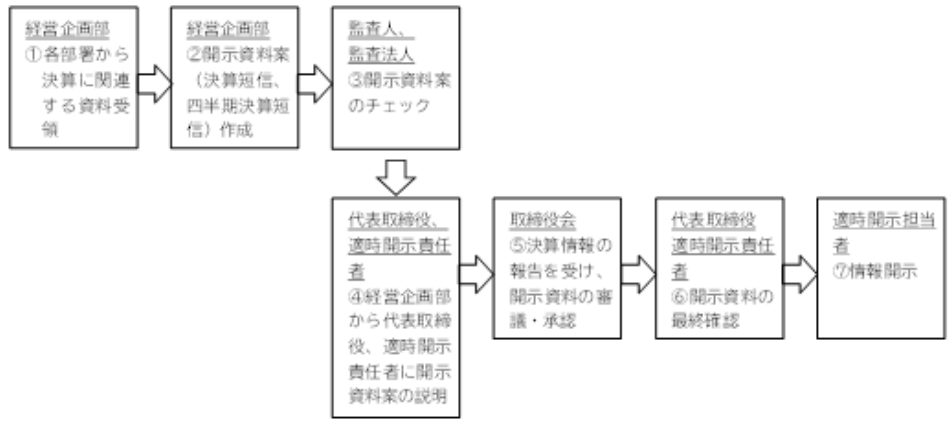 経営企画部
①各部署から
決算に関連
する資料受
領
経営企画部
②開示資料案
（決算短信、
四半期決算短
信）作成
監査人、
監査法人
③開示資料案
のチェック
代表取締役、
適時開示責任
者
④経営企画部
から代表取締
役、適時開示
責任者に開示
資料案の説明
取締役会
⑤決算情報の
報告を受け、
開示資料の審
議・承認
代表取締役
適時開示責任
者
⑥開示資料の
最終確認
適時開示担当
者
⑦情報開示